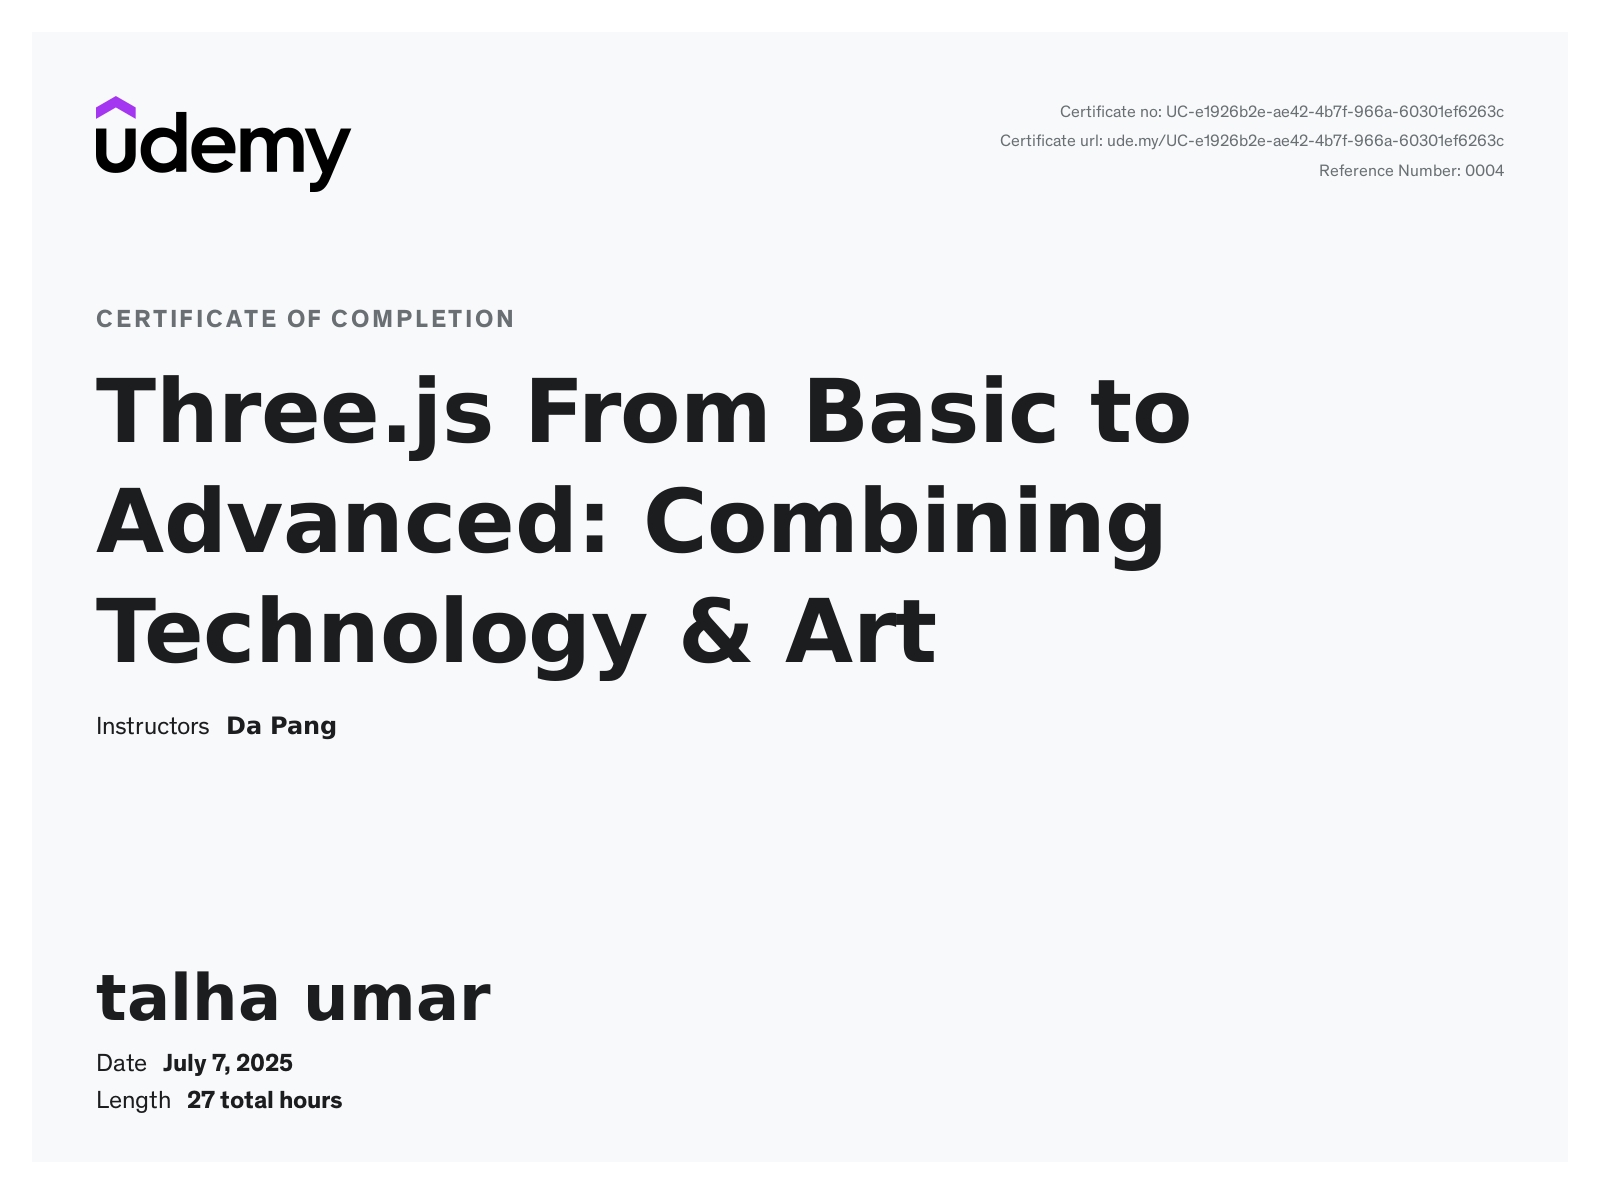 udemy
Certificate no: UC-e1926b2e-ae42-4b7f-966a-60301ef6263c
Certificate url: ude.my/UC-e1926b2e-ae42-4b7f-966a-60301ef6263c
Reference Number: 0004
CERTIFICATE OF COMPLETION
Three.js From Basic to
Advanced: Combining
Technology & Art
Instructors Da Pang
talha umar
Date July 7, 2025
Length 27 total hours